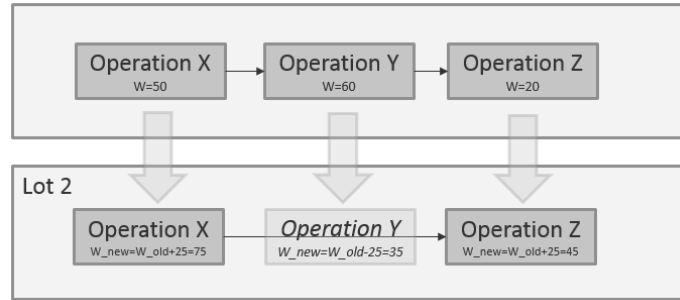 Operation X
W=50
Operation Y
W=60
Operation Z
W=20
Lot 2
Operation X
W_new=W_old+25=75
Operation Y
W_new=W_old-25=35
Operation Z
W_new=W_old+25=45